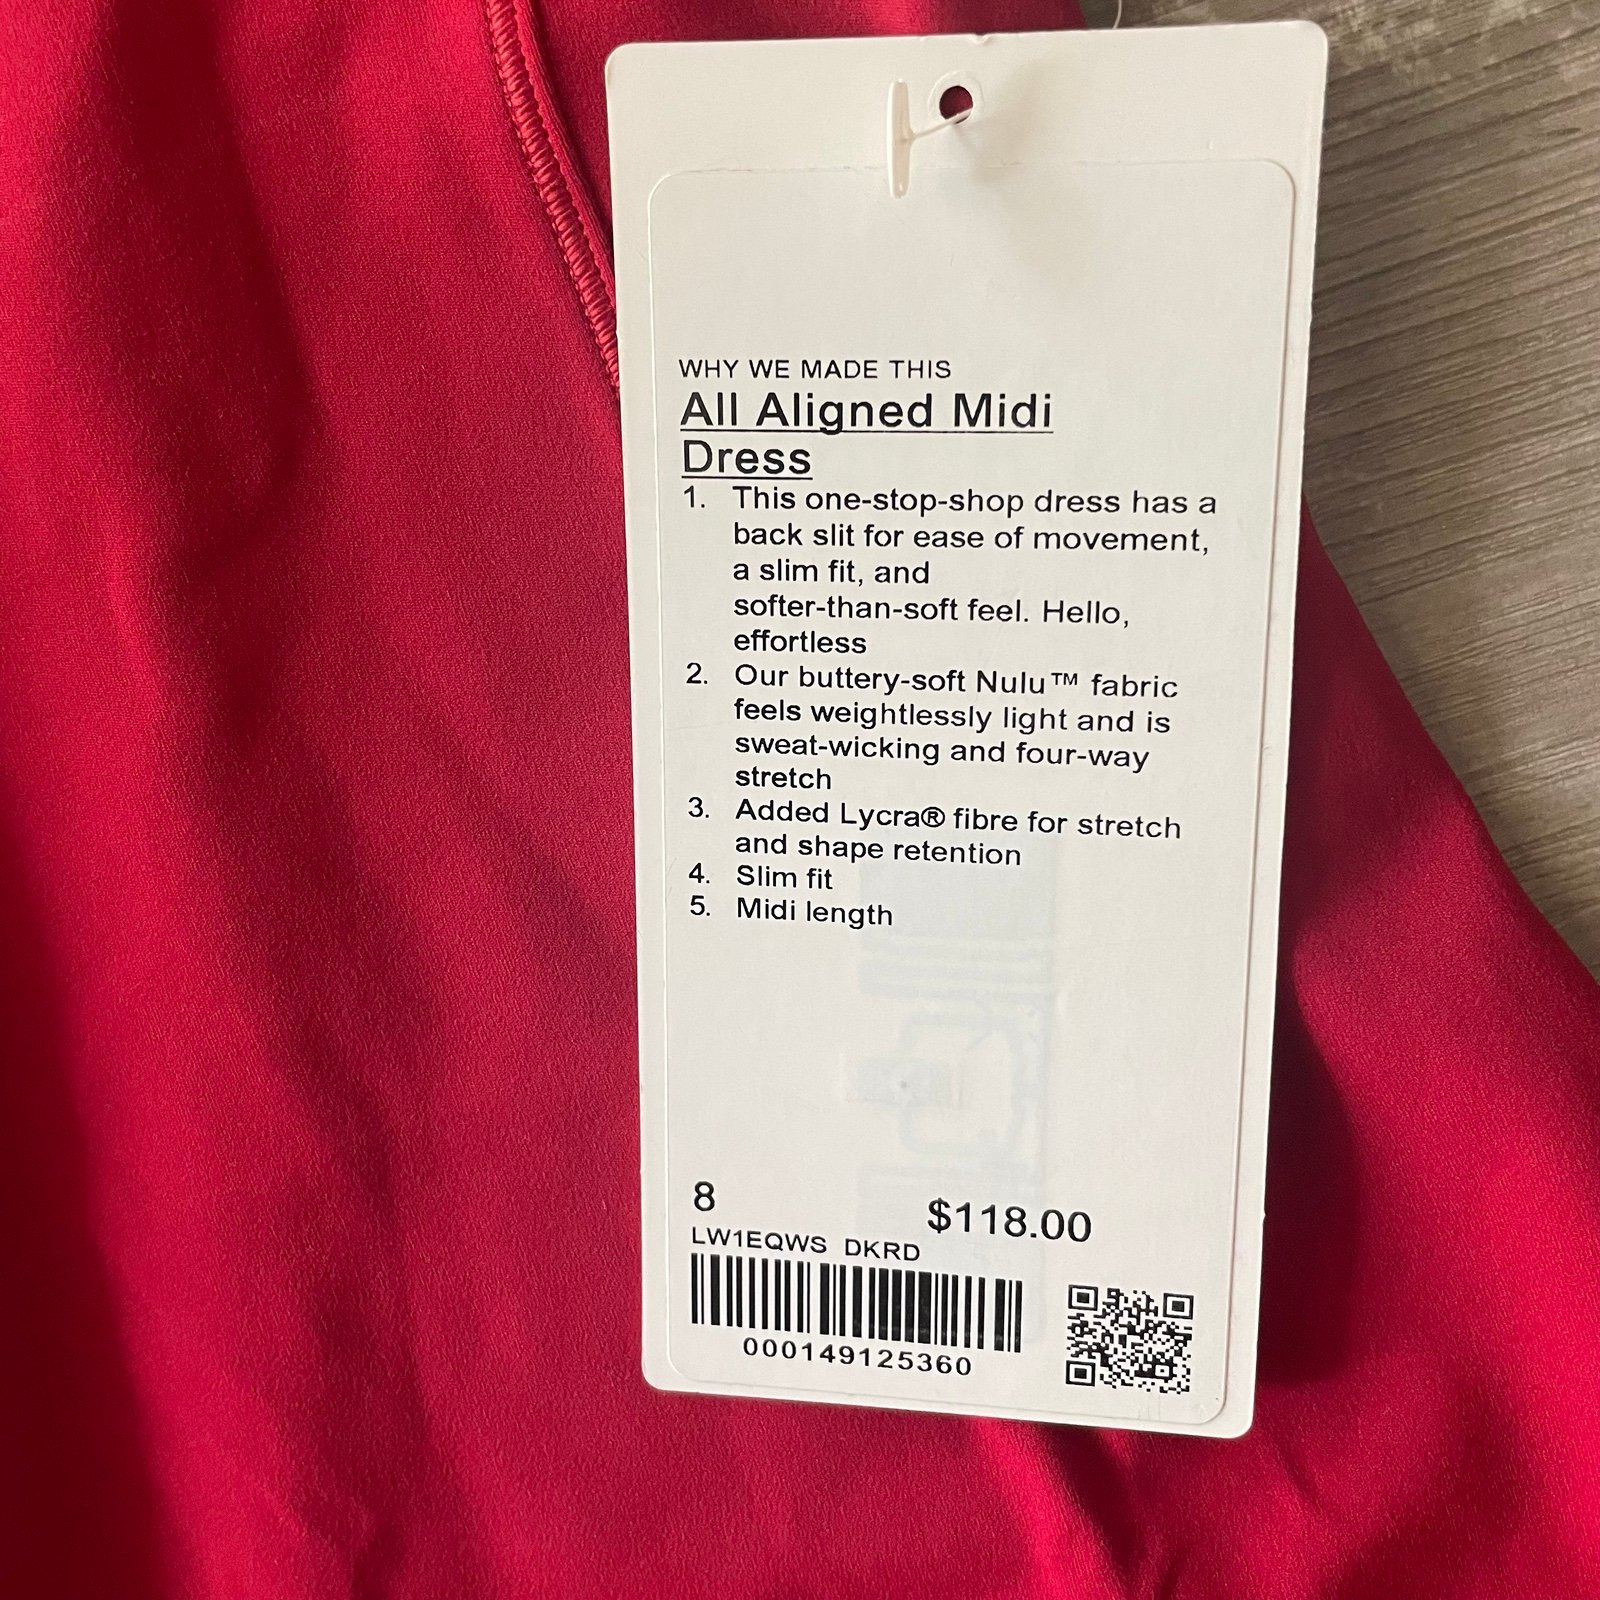 WHY WE MADE THIS
All Aligned Midi
Dress
1. This one-stop-shop dress has a
back slit for ease of movement,
a slim fit, and
softer-than-soft feel. Hello,
effortless
2. Our buttery-soft Nulu™ fabric
feels weightlessly light and is
sweat-wicking and four-way
stretch
3. Added Lycra® fibre for stretch
and shape retention
4. Slim fit
5. Midi length
8 $118.00
LW1EQWS DKRD
000149125360